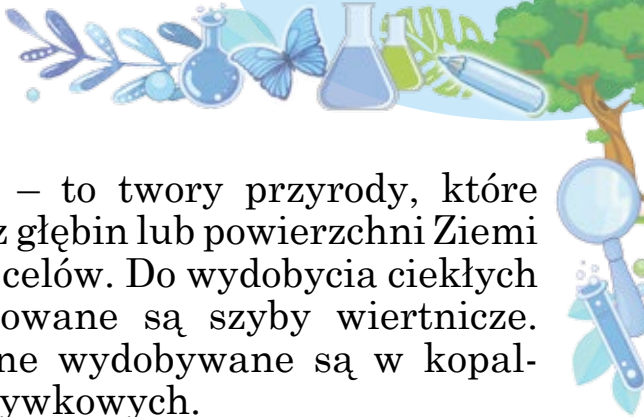 – to twory przyrody, które
z głębin lub powierzchni Ziemi
celów. Do wydobycia ciekłych
owane są szyby wiertnicze.
ne wydobywane są w kopal-
ywkowych.